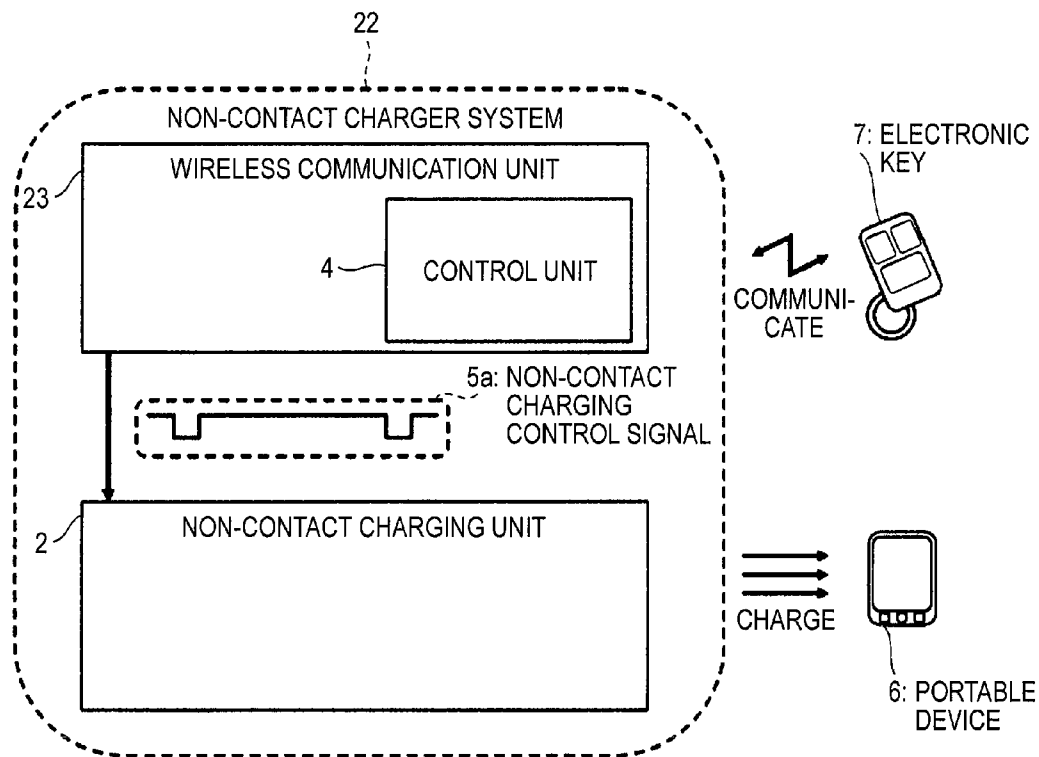 22
NON-CONTACT CHARGER SYSTEM
WIRELESS COMMUNICATION UNIT
23
4
CONTROL UNIT
7: ELECTRONIC
KEY
COMMUNI-
CATE
5a: NON-CONTACT
CHARGING
CONTROL SIGNAL
2
NON-CONTACT CHARGING UNIT
CHARGE
6: PORTABLE
DEVICE